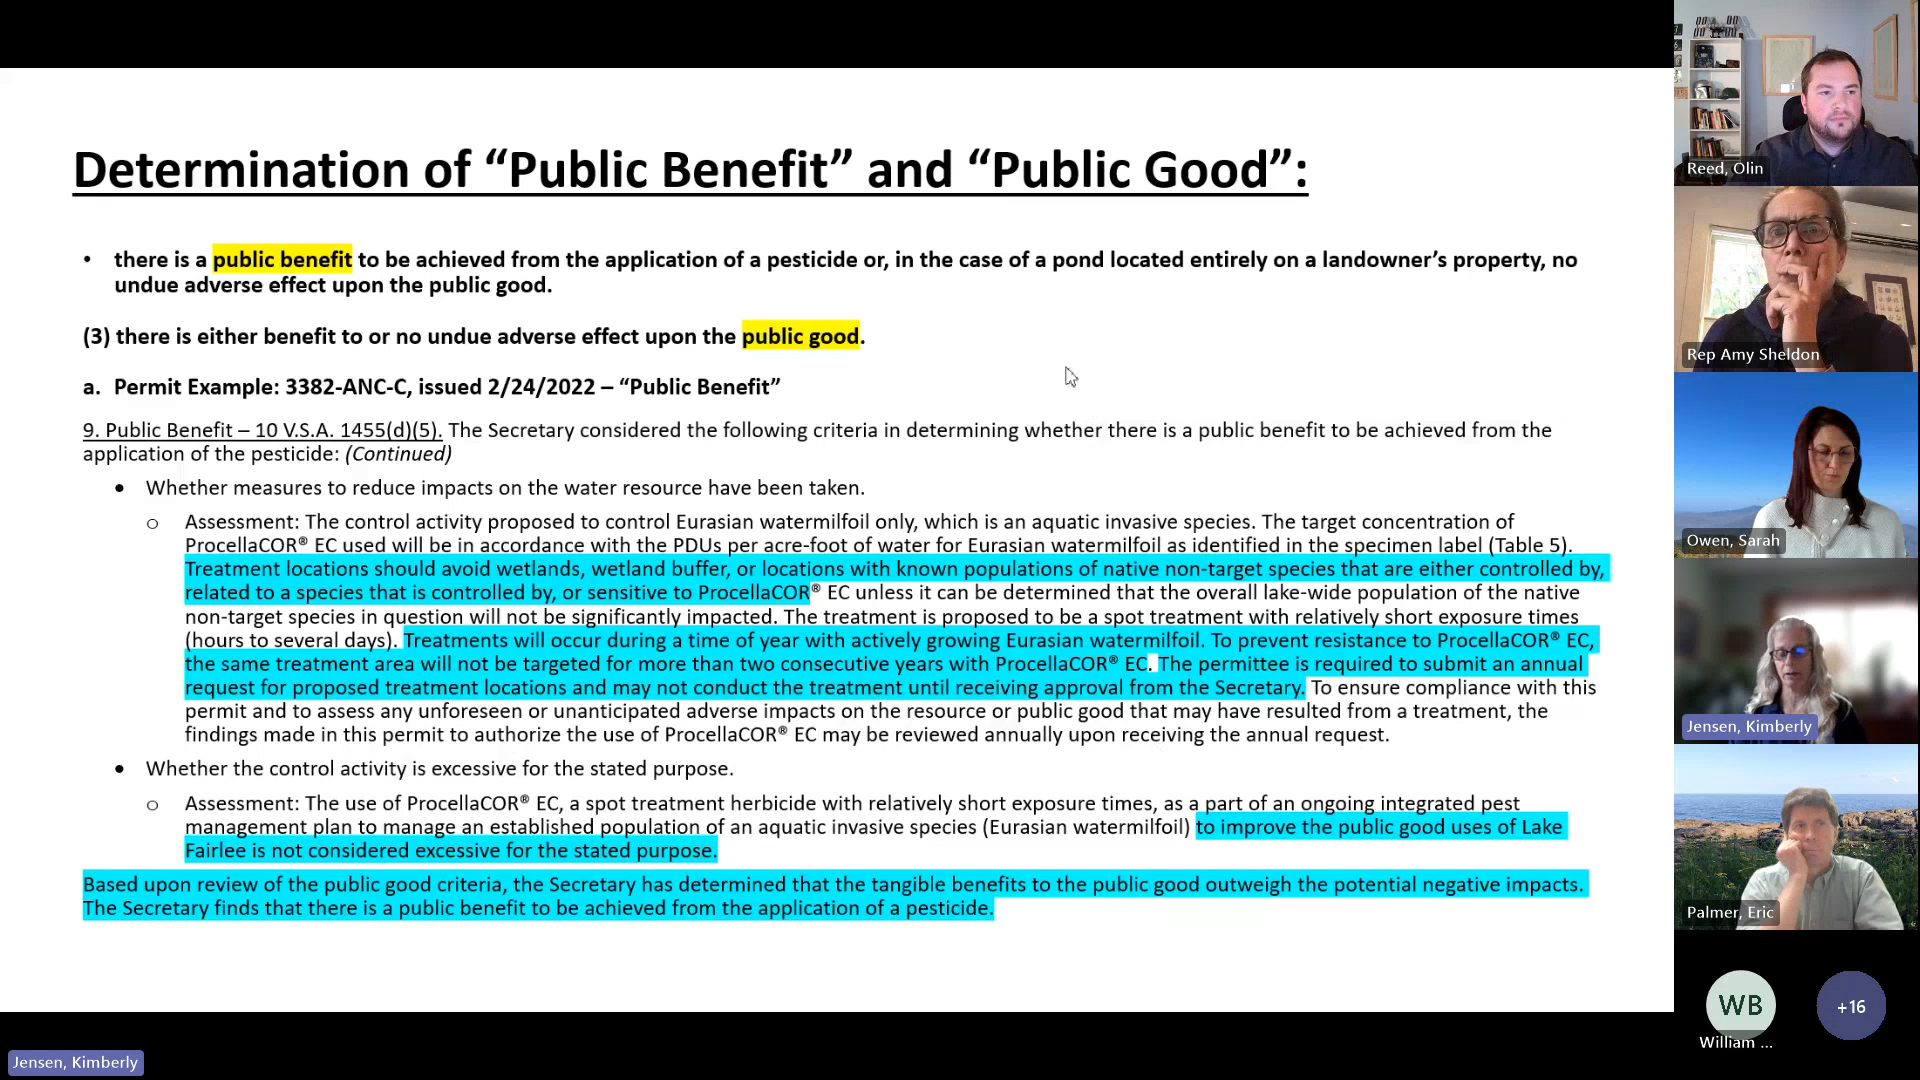 Determination of “Public Benefit” and “Public Good”:
• there is a public benefit to be achieved from the application of a pesticide or, in the case of a pond located entirely on a landowner’s property, no
undue adverse effect upon the public good.
(3) there is either benefit to or no undue adverse effect upon the public good.
a. Permit Example: 3382-ANC-C, issued 2/24/2022 – “Public Benefit”
9. Public Benefit – 10 V.S.A. 1455(d)(5). The Secretary considered the following criteria in determining whether there is a public benefit to be achieved from the
application of the pesticide: (Continued)
• Whether measures to reduce impacts on the water resource have been taken.
o Assessment: The control activity proposed to control Eurasian watermilfoil only, which is an aquatic invasive species. The target concentration of
ProcellaCOR® EC used will be in accordance with the PDUs per acre-foot of water for Eurasian watermilfoil as identified in the specimen label (Table 5).
Treatment locations should avoid wetlands, wetland buffer, or locations with known populations of native non-target species that are either controlled by,
related to a species that is controlled by, or sensitive to ProcellaCOR® EC unless it can be determined that the overall lake-wide population of the native
non-target species in question will not be significantly impacted. The treatment is proposed to be a spot treatment with relatively short exposure times
(hours to several days). Treatments will occur during a time of year with actively growing Eurasian watermilfoil. To prevent resistance to ProcellaCOR® EC,
the same treatment area will not be targeted for more than two consecutive years with ProcellaCOR® EC. The permittee is required to submit an annual
request for proposed treatment locations and may not conduct the treatment until receiving approval from the Secretary. To ensure compliance with this
permit and to assess any unforeseen or unanticipated adverse impacts on the resource or public good that may have resulted from a treatment, the
findings made in this permit to authorize the use of ProcellaCOR® EC may be reviewed annually upon receiving the annual request.
• Whether the control activity is excessive for the stated purpose.
o Assessment: The use of ProcellaCOR® EC, a spot treatment herbicide with relatively short exposure times, as a part of an ongoing integrated pest
management plan to manage an established population of an aquatic invasive species (Eurasian watermilfoil) to improve the public good uses of Lake
Fairlee is not considered excessive for the stated purpose.
Based upon review of the public good criteria, the Secretary has determined that the tangible benefits to the public good outweigh the potential negative impacts.
The Secretary finds that there is a public benefit to be achieved from the application of a pesticide.
Reed, Olin
Rep Amy Sheldon
Owen, Sarah
Jensen, Kimberly
Palmer, Eric
WB
+16
William ...
Jensen, Kimberly